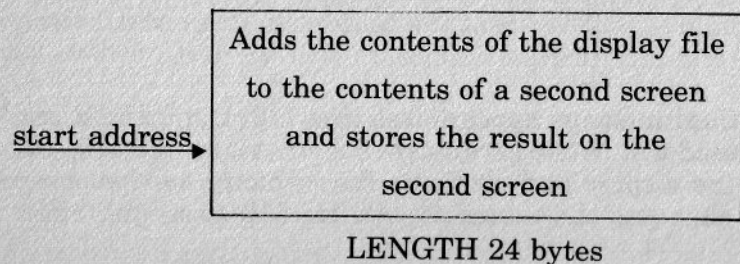 Adds the contents of the display file
to the contents of a second screen
start address and stores the result on the
second screen
LENGTH 24 bytes